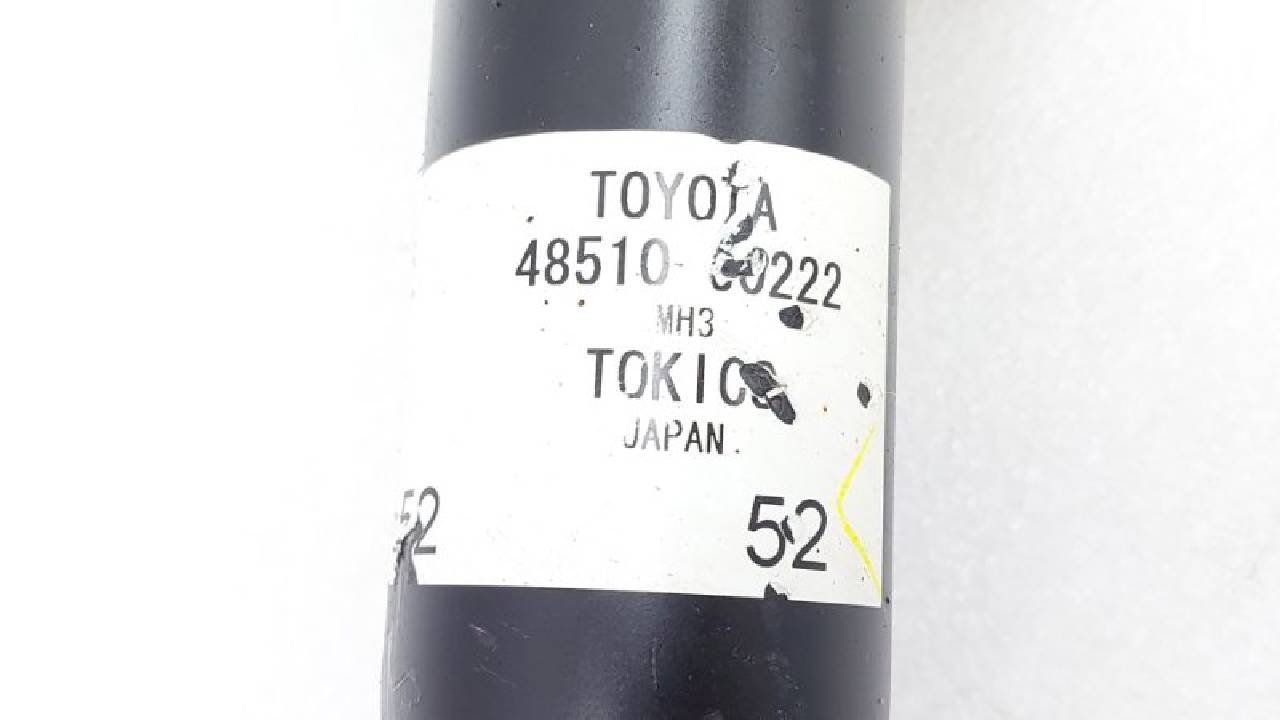 TOYOTA
48510-
MH3
TOKICO
JAPAN
52 52